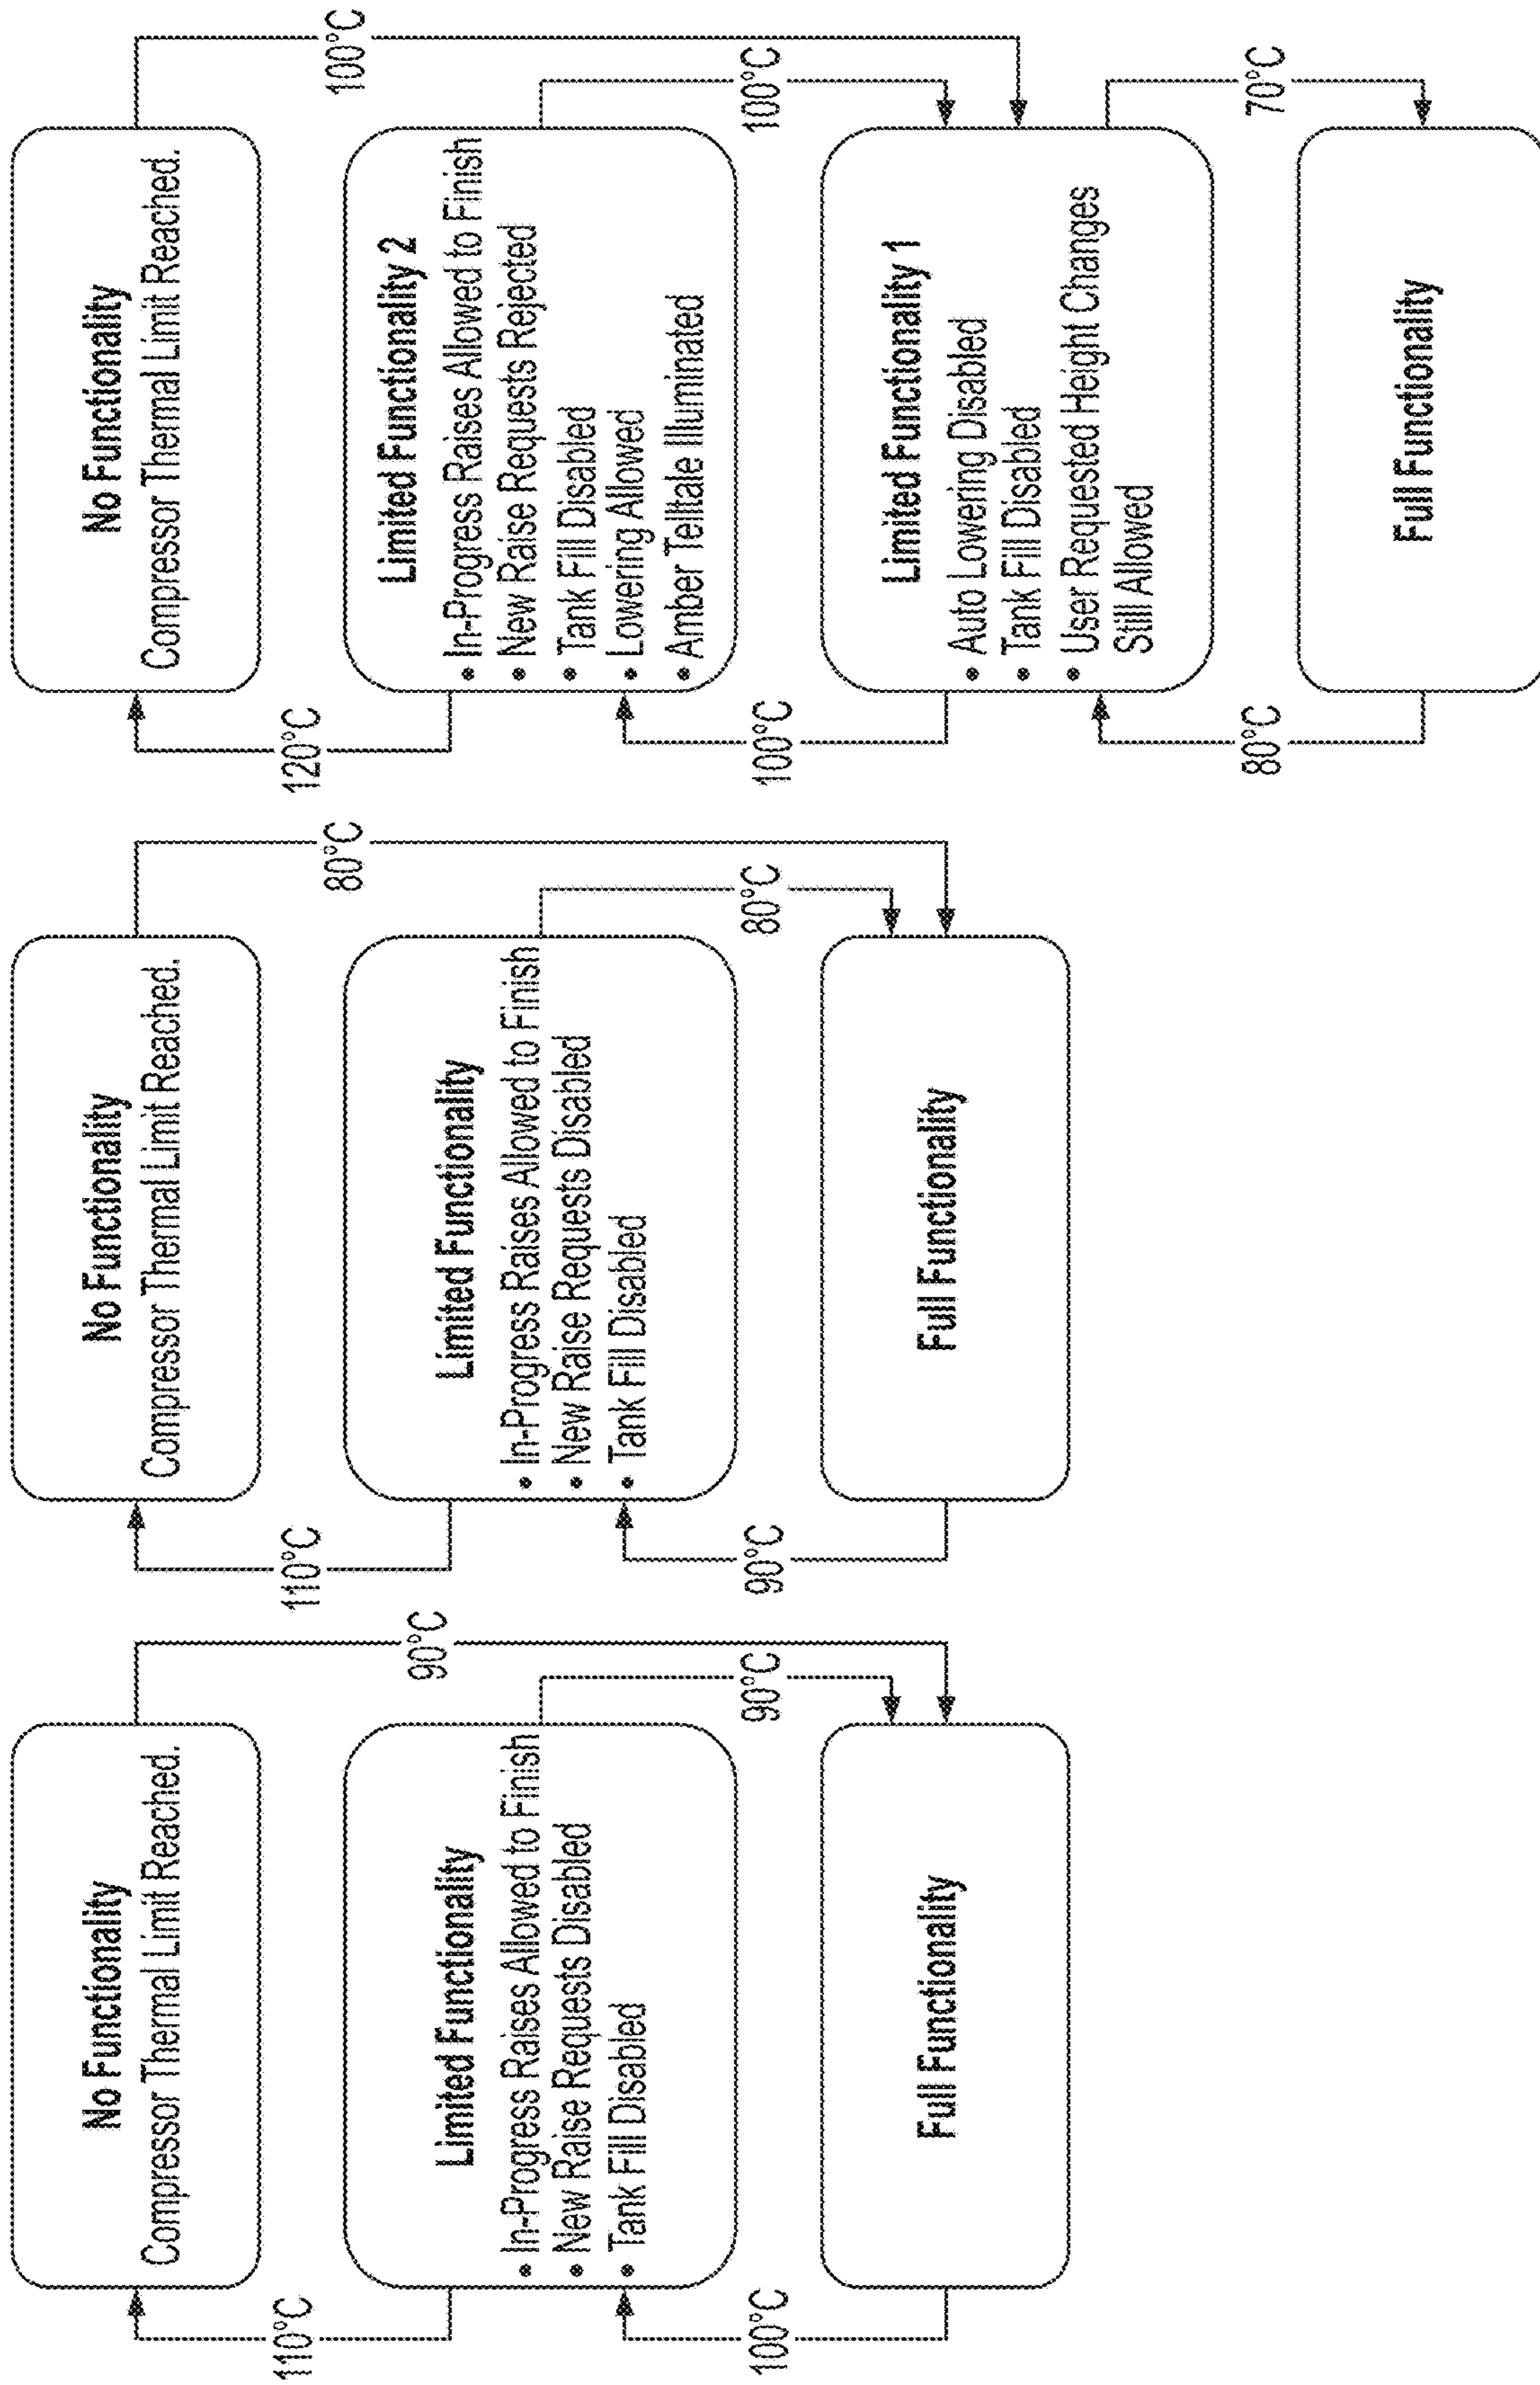 No Functionality
Compressor Thermal Limit Reached.
110°C
90°C
Limited Functionality
• In-Progress Raises Allowed to Finish
• New Raise Requests Disabled
• Tank Fill Disabled
100°C
90°C
Full Functionality
No Functionality
Compressor Thermal Limit Reached.
110°C
80°C
Limited Functionality
• In-Progress Raises Allowed to Finish
• New Raise Requests Disabled
• Tank Fill Disabled
90°C
80°C
Full Functionality
No Functionality
Compressor Thermal Limit Reached.
120°C
100°C
Limited Functionality 2
• In-Progress Raises Allowed to Finish
• New Raise Requests Rejected
• Tank Fill Disabled
• Lowering Allowed
• Amber Telltale Illuminated
100°C
100°C
Limited Functionality 1
• Auto Lowering Disabled
• Tank Fill Disabled
• User Requested Height Changes
Still Allowed
80°C
70°C
Full Functionality